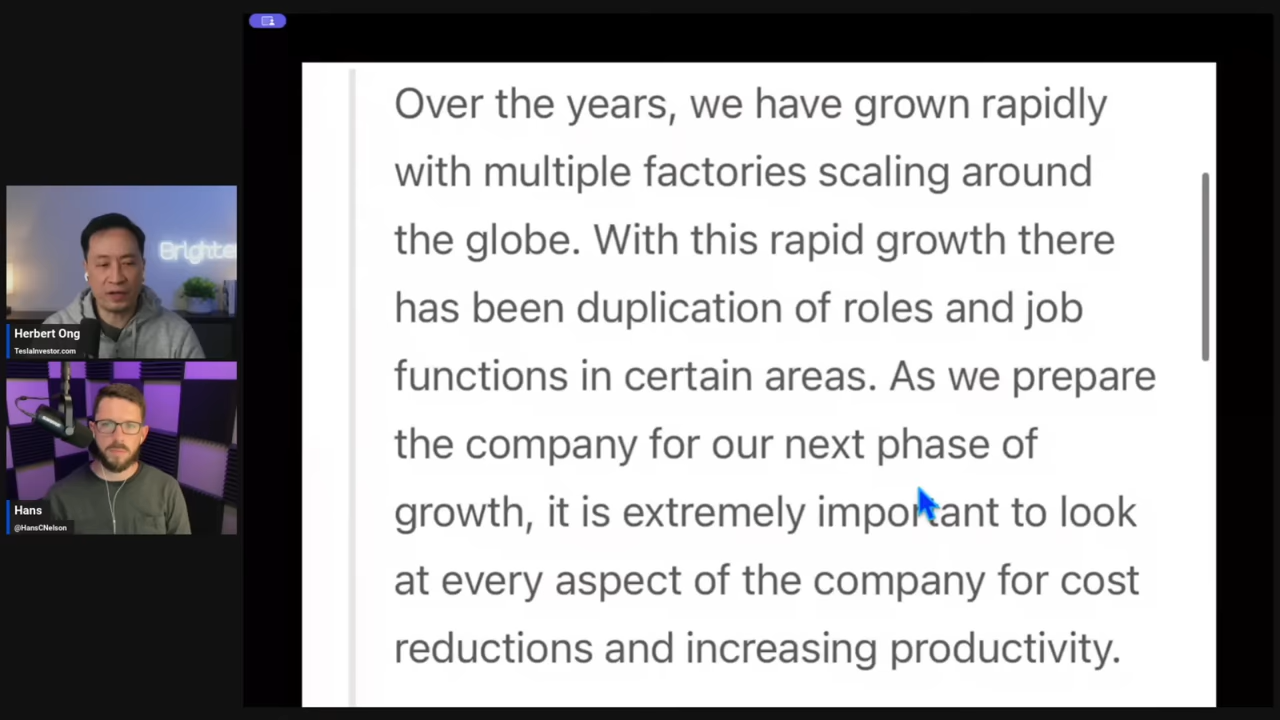 Brighte
Herbert Ong
TeslaInvestor.com
Hans
@HansCNelson
Over the years, we have grown rapidly
with multiple factories scaling around
the globe. With this rapid growth there
has been duplication of roles and job
functions in certain areas. As we prepare
the company for our next phase of
growth, it is extremely important to look
at every aspect of the company for cost
reductions and increasing productivity.